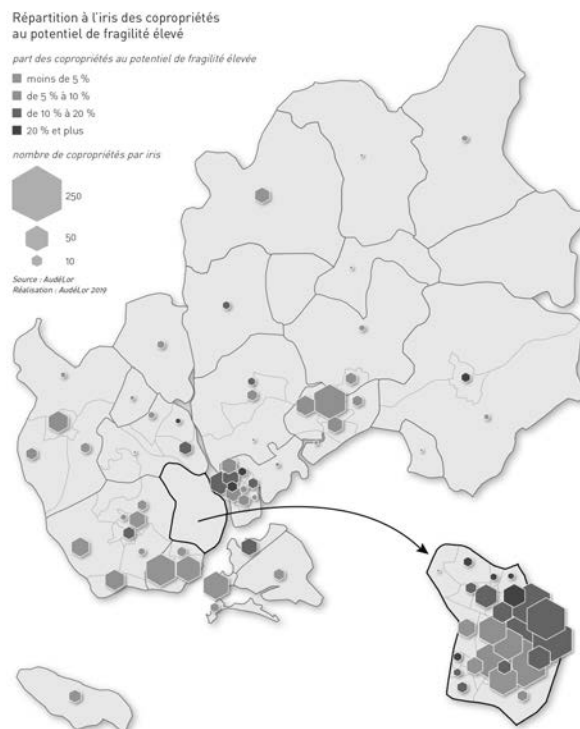 Répartition à l'iris des copropriétés
au potentiel de fragilité élevé
part des copropriétés au potentiel de fragilité élevée
moins de 5 %
de 5 % à 10 %
de 10 % à 20 %
20 % et plus
nombre de copropriétés par iris
250
50
10
Source : AudéLor
Réalisation : AudéLor 2019